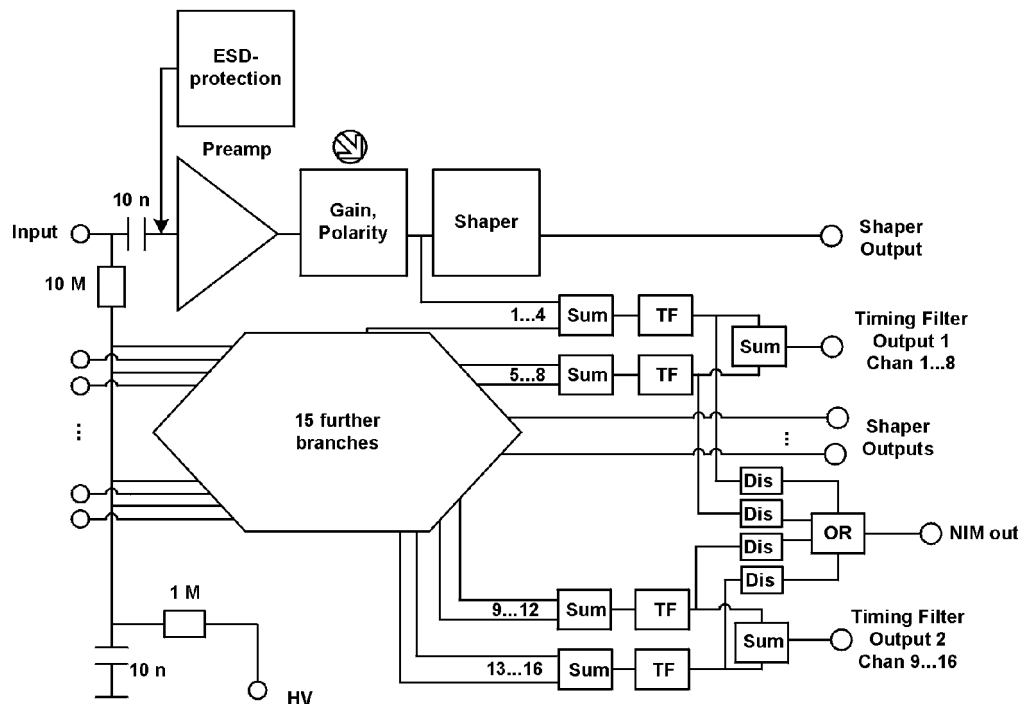 ESD-
protection
Preamp
10 n
Gain,
Polarity
Shaper
Input
Shaper
Output
10 M
1...4
Sum
TF
Timing Filter
Output 1
Chan 1...8
Sum
5...8
Sum
TF
15 further
branches
...
...
Shaper
Outputs
Dis
Dis
OR
NIM out
Dis
Dis
1 M
9...12
Sum
TF
Timing Filter
Output 2
Chan 9...16
Sum
10 n
13...16
Sum
TF
HV